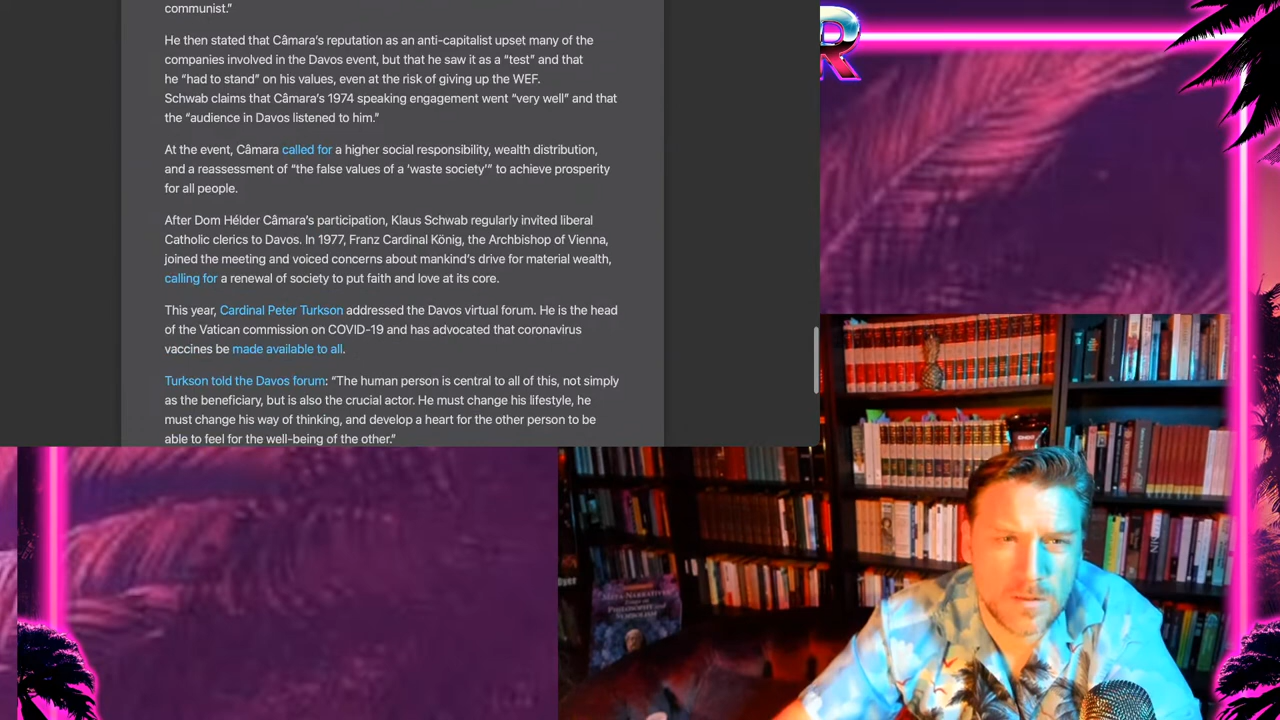 communist.”
He then stated that Câmara’s reputation as an anti-capitalist upset many of the
companies involved in the Davos event, but that he saw it as a “test” and that
he “had to stand” on his values, even at the risk of giving up the WEF.
Schwab claims that Câmara’s 1974 speaking engagement went “very well” and that
the “audience in Davos listened to him.”
At the event, Câmara called for a higher social responsibility, wealth distribution,
and a reassessment of “the false values of a ‘waste society’” to achieve prosperity
for all people.
After Dom Hélder Câmara’s participation, Klaus Schwab regularly invited liberal
Catholic clerics to Davos. In 1977, Franz Cardinal König, the Archbishop of Vienna,
joined the meeting and voiced concerns about mankind’s drive for material wealth,
calling for a renewal of society to put faith and love at its core.
This year, Cardinal Peter Turkson addressed the Davos virtual forum. He is the head
of the Vatican commission on COVID-19 and has advocated that coronavirus
vaccines be made available to all.
Turkson told the Davos forum: “The human person is central to all of this, not simply
as the beneficiary, but is also the crucial actor. He must change his lifestyle, he
must change his way of thinking, and develop a heart for the other person to be
able to feel for the well-being of the other.”
R
Dyer
Meta-Narratives
Philosophy and
Symbolism